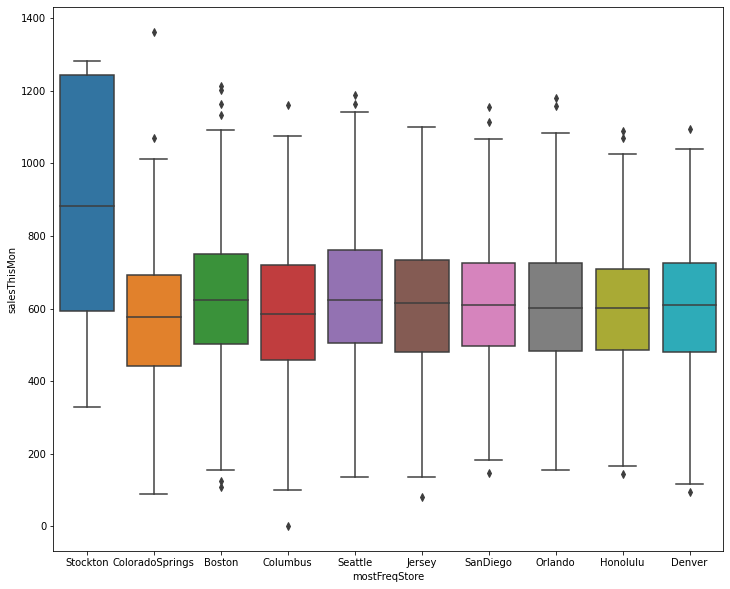 1400
1200
1000
800
600
400
200
0
salesThisMon
Stockton ColoradoSprings Boston Columbus Seattle Jersey SanDiego Orlando Honolulu Denver
mostFreqStore